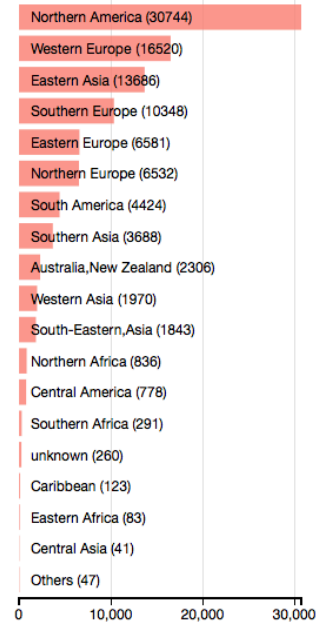 Northern America (30744)
Western Europe (16520)
Eastern Asia (13686)
Southern Europe (10348)
Eastern Europe (6581)
Northern Europe (6532)
South America (4424)
Southern Asia (3688)
Australia,New Zealand (2306)
Western Asia (1970)
South-Eastern,Asia (1843)
Northern Africa (836)
Central America (778)
Southern Africa (291)
unknown (260)
Caribbean (123)
Eastern Africa (83)
Central Asia (41)
Others (47)
0 10,000 20,000 30,000